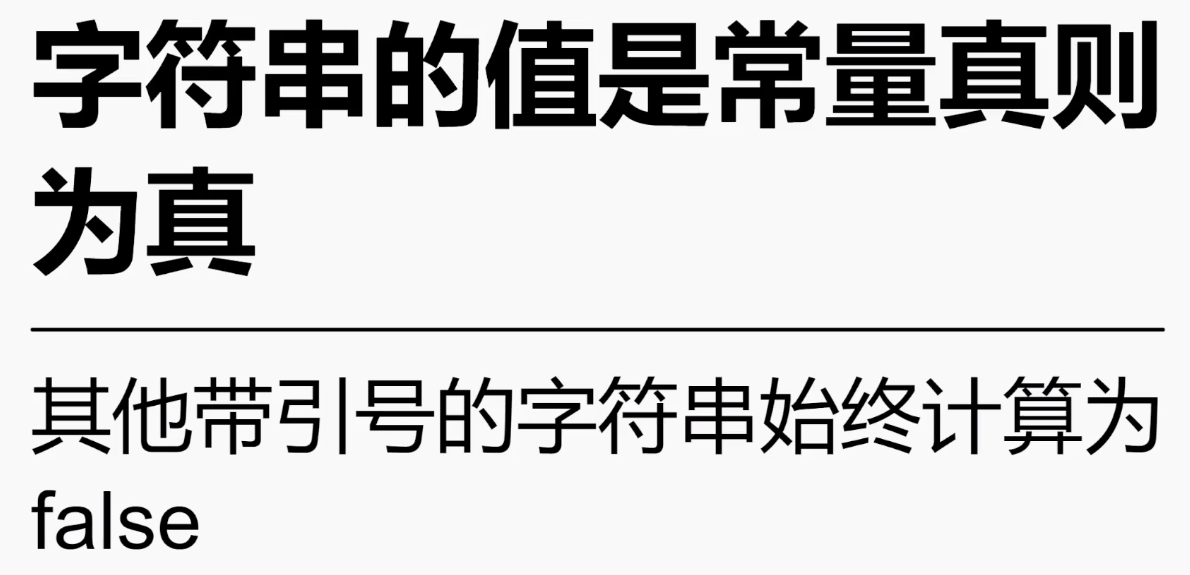 字符串的值是常量真则
为真
其他带引号的字符串始终计算为
false